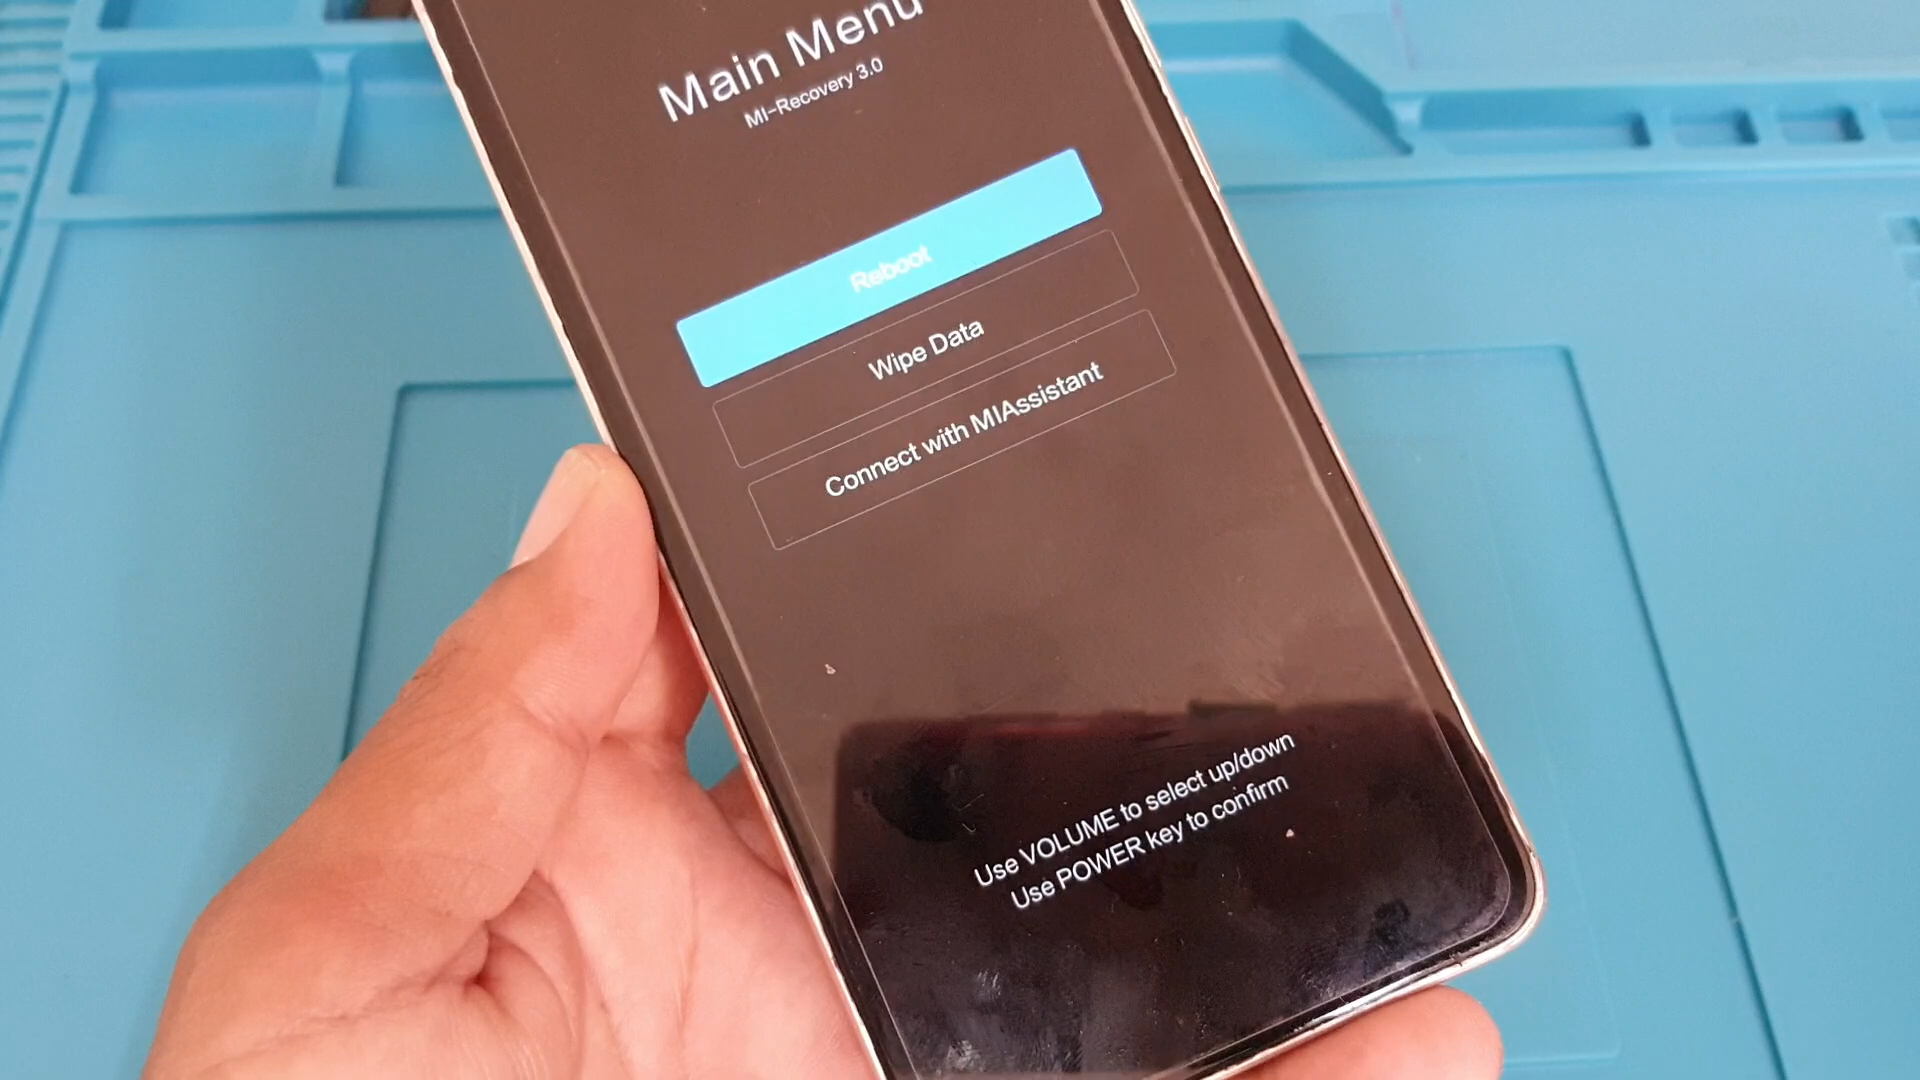 Main Menu
MI-Recovery 3.0
Reboot
Wipe Data
Connect with MIAssistant
Use VOLUME to select up/down
Use POWER key to confirm